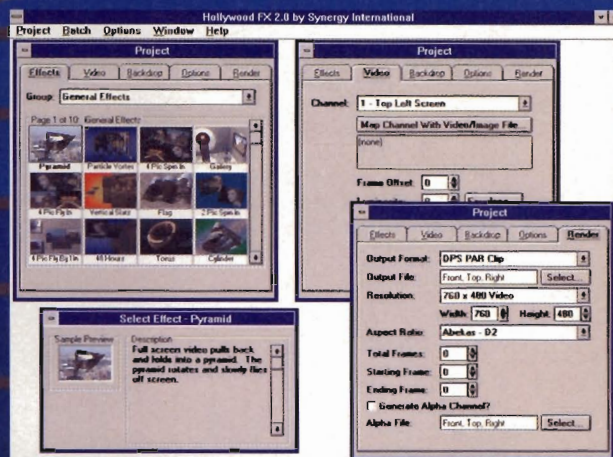 Hollywood FX 2.0 by Synergy International
Project Batch Options Window Help
Project
Effects Video Backdrop Options Render
Group: General Effects
Page 1 of 10: General Effects
Pyramid Particle Vortex 4 Pic Spin In Gallery
4 Pic Fly In Vertical Slatz Flag 2 Pic Spin In
4 Pic Fly By 1 in 48 Hours Torus Cylinder
Project
Effects Video Backdrop Options Render
Channel: 1 - Top Left Screen
Map Channel With Video/Image File...
(none)
Frame Offset: 0
Select Effect - Pyramid
Sample Preview
Description
Full screen video pulls back
and folds into a pyramid. The
pyramid rotates and slowly flies
off screen.
Project
Effects Video Backdrop Options Render
Output Format: DPS PAR Clip
Output File: Front, Top, Right Select...
Resolution: 760 x 480 Video
Width: 760 Height: 480
Aspect Ratio: Abekas - D2
Total Frames: 0
Starting Frame: 0
Ending Frame: 0
Generate Alpha Channel?
Alpha File: Front, Top, Right Select...